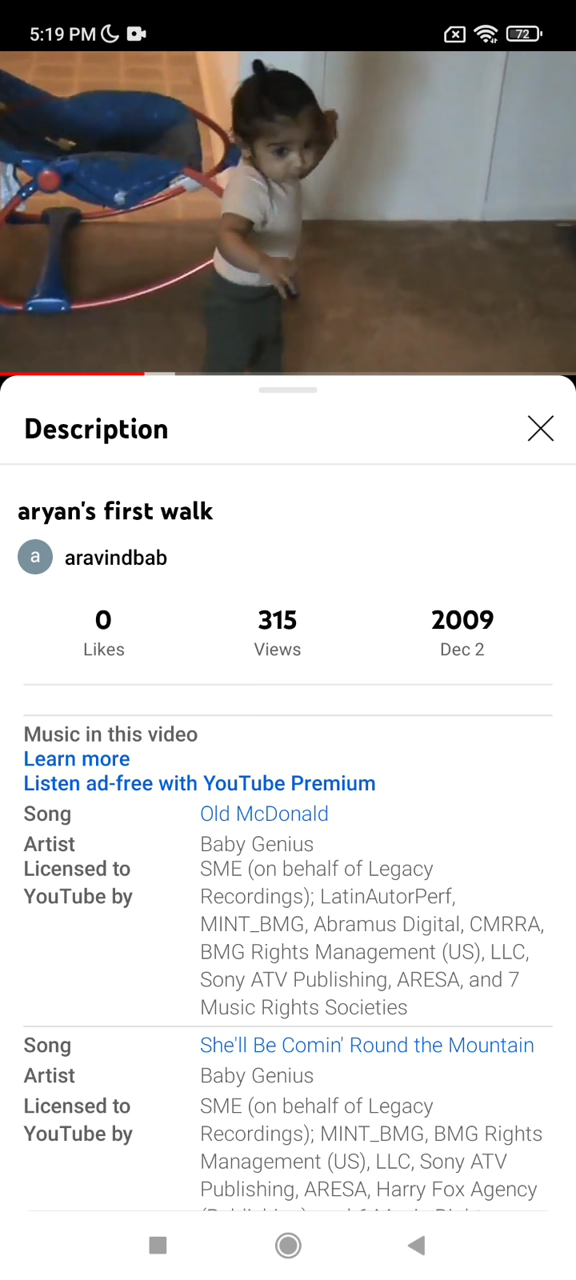 5:19 PM
72
Description
aryan's first walk
a
aravindbab
0
315
2009
Likes
Views
Dec 2
Music in this video
Learn more
Listen ad-free with YouTube Premium
Song
Old McDonald
Artist
Baby Genius
Licensed to
YouTube by
SME (on behalf of Legacy
Recordings); LatinAutorPerf,
MINT_BMG, Abramus Digital, CMRRA,
BMG Rights Management (US), LLC,
Sony ATV Publishing, ARESA, and 7
Music Rights Societies
Song
She'll Be Comin' Round the Mountain
Artist
Baby Genius
Licensed to
YouTube by
SME (on behalf of Legacy
Recordings); MINT_BMG, BMG Rights
Management (US), LLC, Sony ATV
Publishing, ARESA, Harry Fox Agency